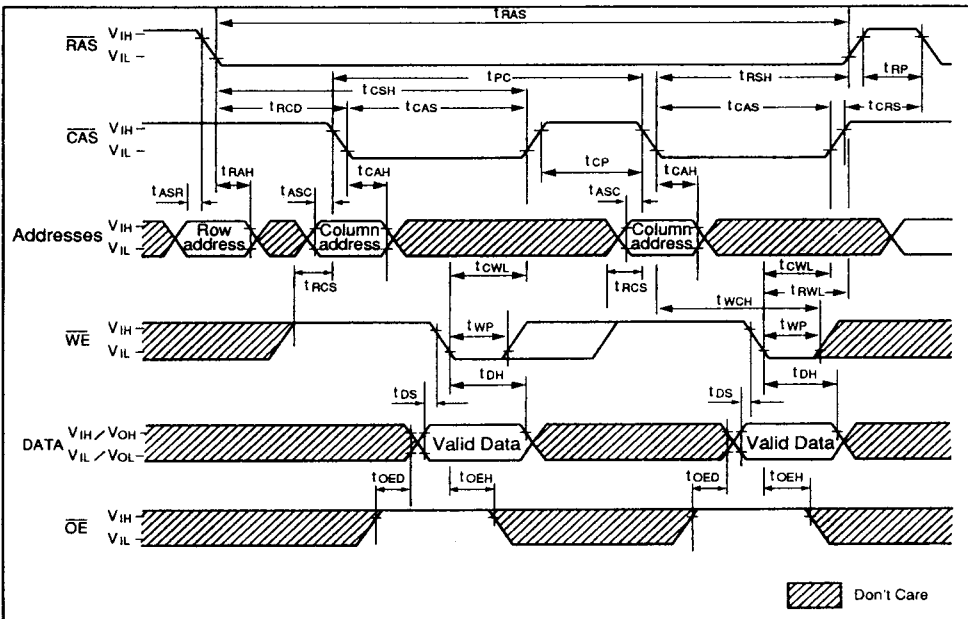 tRAS
RAS VIH
VIL
tRP
tPC tRSH
tCSH
tRCD tCAS tCAS tCRS
CAS VIH
VIL
tCP
tRAH tCAH tCAH
tASR tASC tASC
Addresses VIH Row address Column address Column address
VIL
tRCS tCWL tRCS tCWL
tRWL
tWCH
WE VIH
VIL
tWP tWP
tDH tDH
tDS tDS
DATA VIH/VOH
VIL/VOL
Valid Data Valid Data
tOED tOEH tOED tOEH
OE VIH
VIL
Don't Care